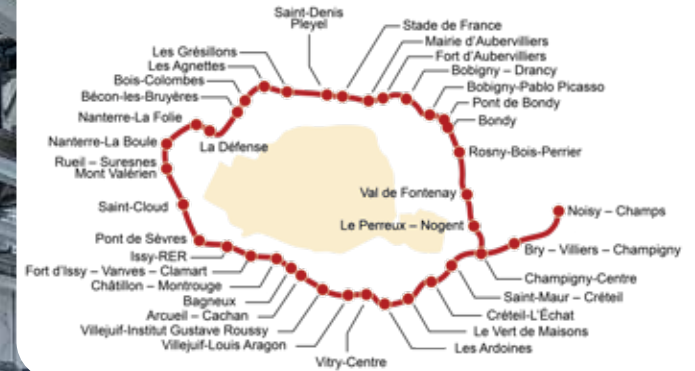 Saint-Denis
Pleyel
Stade de France
Mairie d'Aubervilliers
Fort d'Aubervilliers
Bobigny – Drancy
Bobigny-Pablo Picasso
Pont de Bondy
Bondy
Rosny-Bois-Perrier
Val de Fontenay
Le Perreux – Nogent
Noisy – Champs
Bry – Villiers – Champigny
Champigny-Centre
Saint-Maur – Créteil
Créteil-L'Échat
Le Vert de Maisons
Les Ardoines
Vitry-Centre
Villejuif-Louis Aragon
Villejuif-Institut Gustave Roussy
Arcueil – Cachan
Bagneux
Châtillon – Montrouge
Fort d'Issy – Vanves – Clamart
Issy-RER
Pont de Sèvres
Saint-Cloud
Rueil – Suresnes
Mont Valérien
Nanterre-La Boule
La Défense
Nanterre-La Folie
Bécon-les-Bruyères
Bois-Colombes
Les Agnettes
Les Grésillons